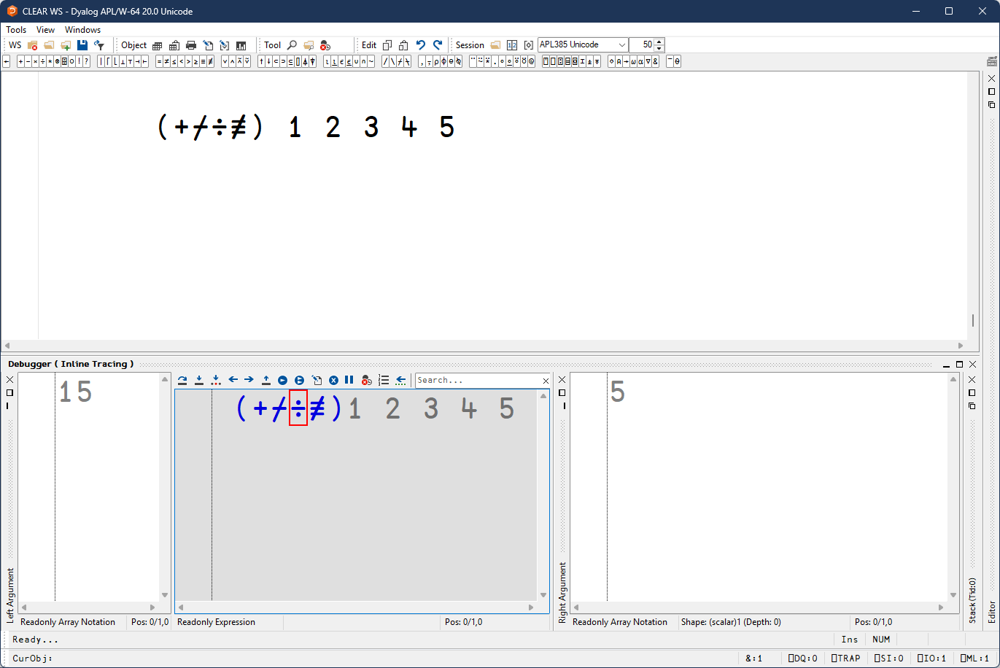 CLEAR WS - Dyalog APL/W-64 20.0 Unicode
Tools View Windows
WS Object Tool Edit Session APL385 Unicode 50
← +-×÷*⍟⌹○!? |⌈⌊⊥⊤⊣⊢ =≠≤<>≥≡≢ ∨∧⍲⍱ ↑↓⊂⊃⊆⌷⍋⍒ ⍳⍸∊⍷∪∩~ /\⌿⍀ ,⍪⍴⌽⊖⍉ ¨⍨⍣.∘⍤⍥@ ⍞⎕⍠⌸⌺⌶⍎⍕ ⋄⍝→⍵⍺∇& ¯⍬
(+⌿÷≢) 1 2 3 4 5
Debugger ( Inline Tracing )
Search...
15
(+⌿÷≢)1 2 3 4 5
5
Left Argument
Right Argument
Stack (Tid:0)
Editor
Readonly Array Notation Pos: 0/1,0 Readonly Expression Pos: 0/1,0 Readonly Array Notation Shape: (scalar)1 (Depth: 0) Pos: 0/1,0
Ready... Ins NUM
CurObj: &:1 ⎕DQ:0 ⎕TRAP ⎕SI:0 ⎕IO:1 ⎕ML:1